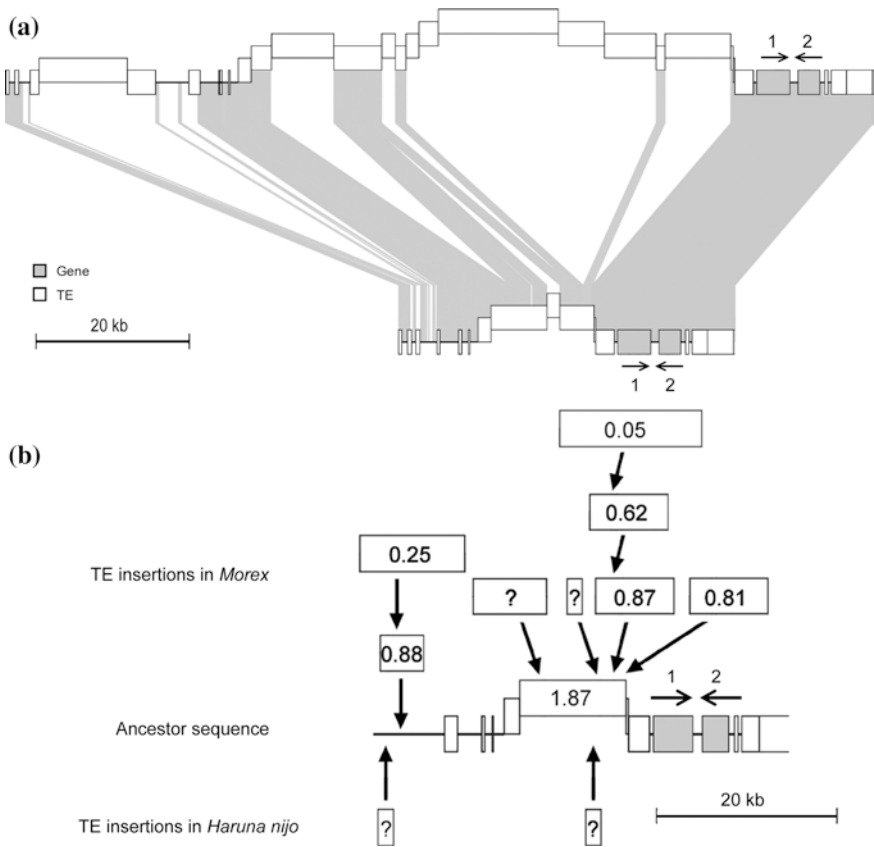 (a)
1 2
Gene
TE
20 kb
1 2
(b)
0.05
0.62
TE insertions in Morex
0.25
? ? 0.87 0.81
0.88
1 2
1.87
Ancestor sequence
20 kb
TE insertions in Haruna nijo
? ?